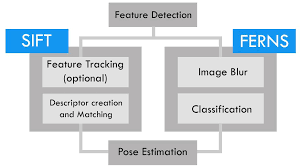 Feature Detection
SIFT
FERNS
Feature Tracking
(optional)
Descriptor creation
and Matching
Image Blur
Classification
Pose Estimation